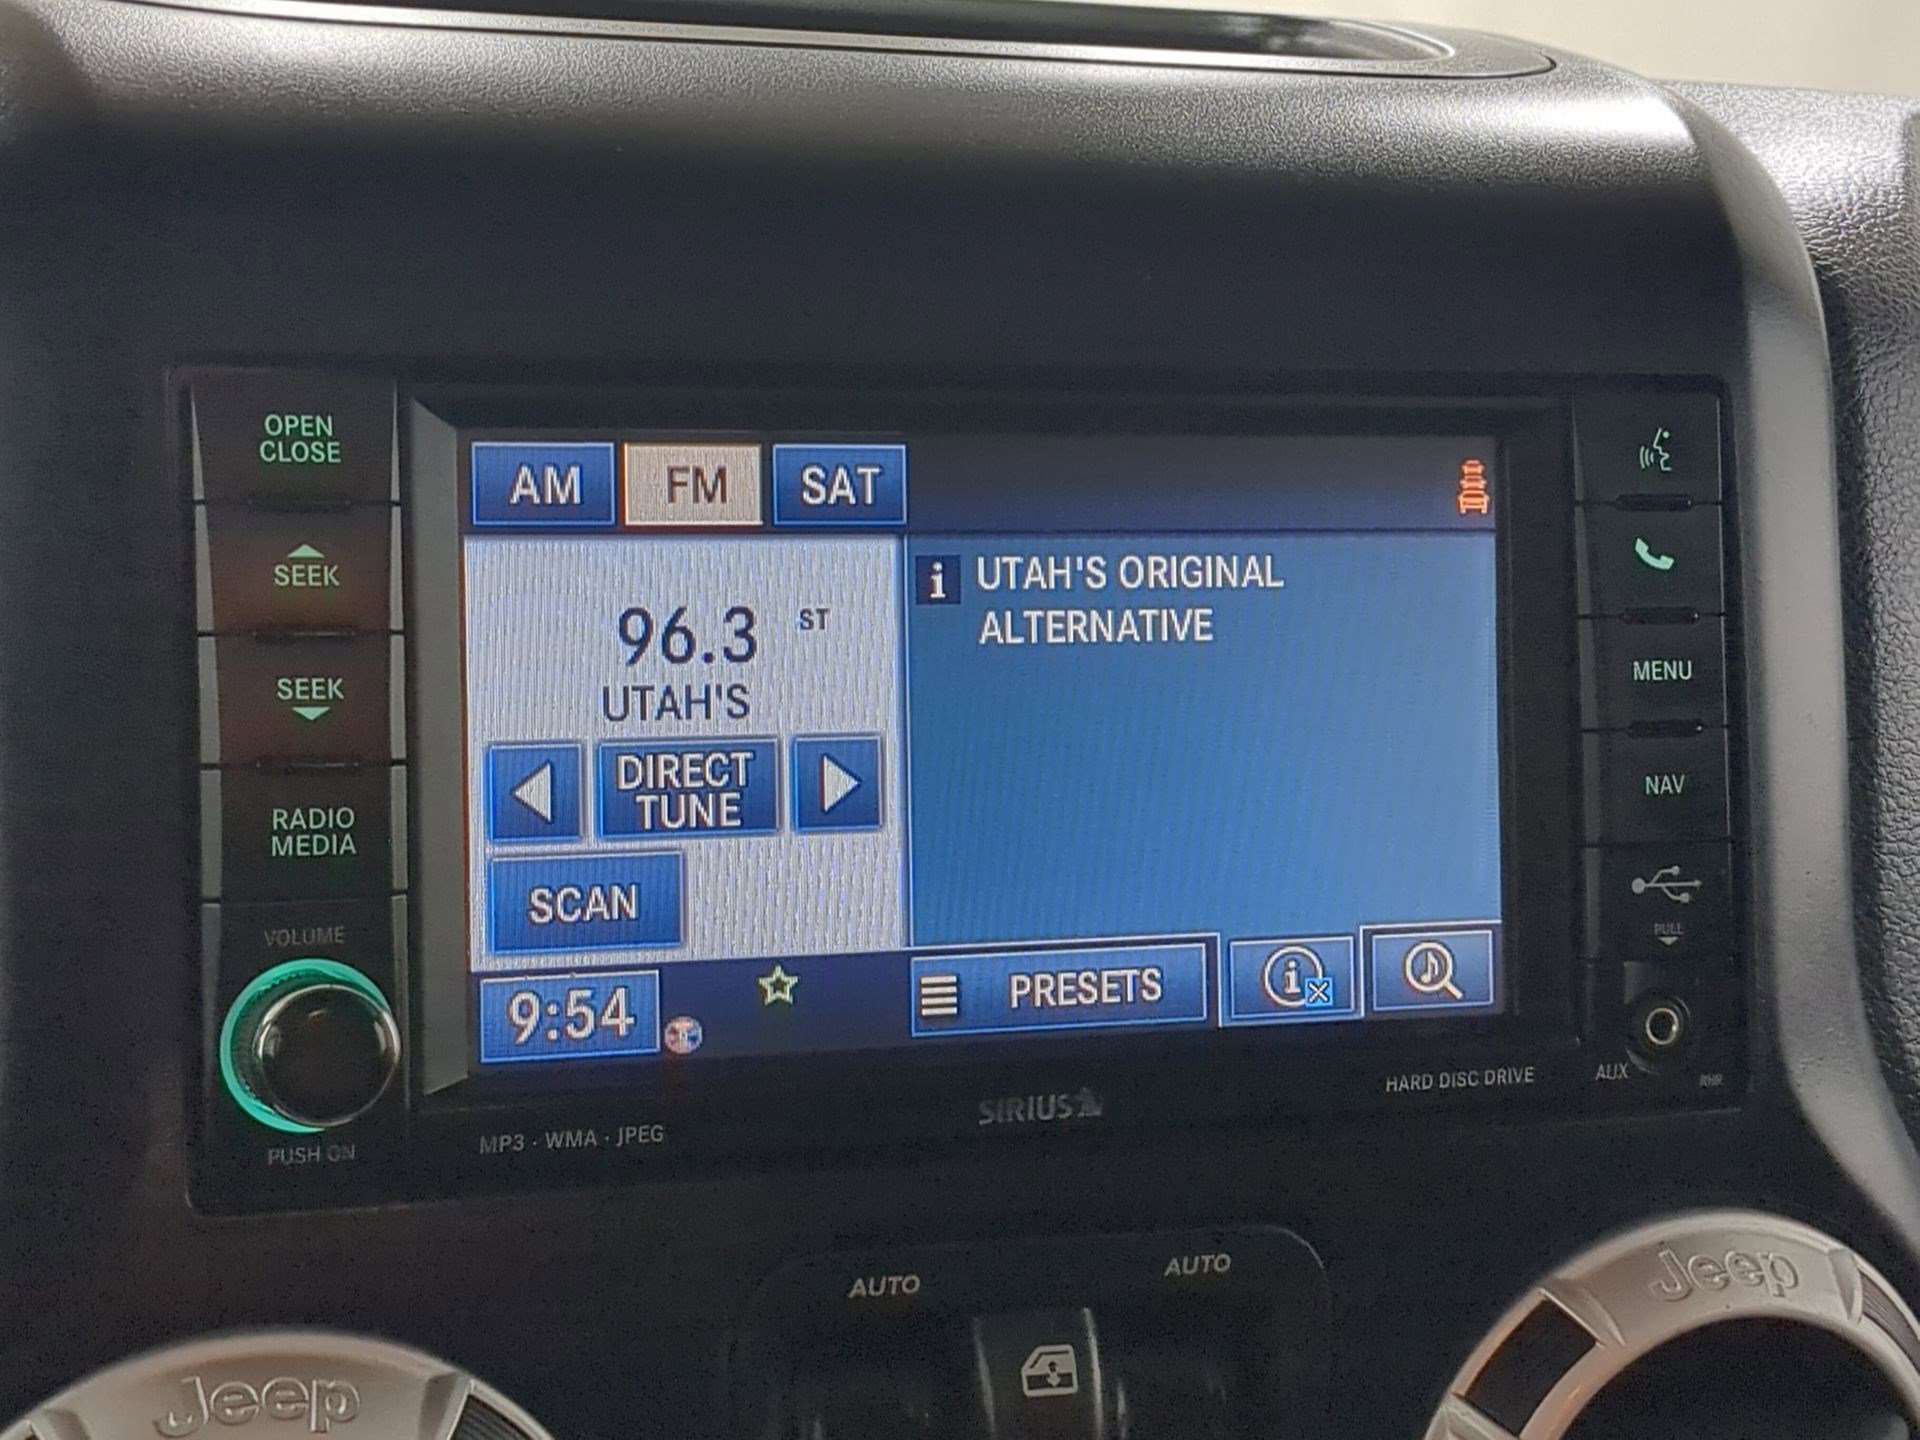 OPEN
CLOSE
SEEK
SEEK
RADIO
MEDIA
VOLUME
PUSH ON
AM
FM
SAT
96.3
ST
UTAH'S
DIRECT
TUNE
SCAN
9:54
UTAH'S ORIGINAL
ALTERNATIVE
PRESETS
MENU
NAV
PULL
AUX
RHR
MP3 · WMA · JPEG
SIRIUS
HARD DISC DRIVE
AUTO
AUTO
Jeep
Jeep